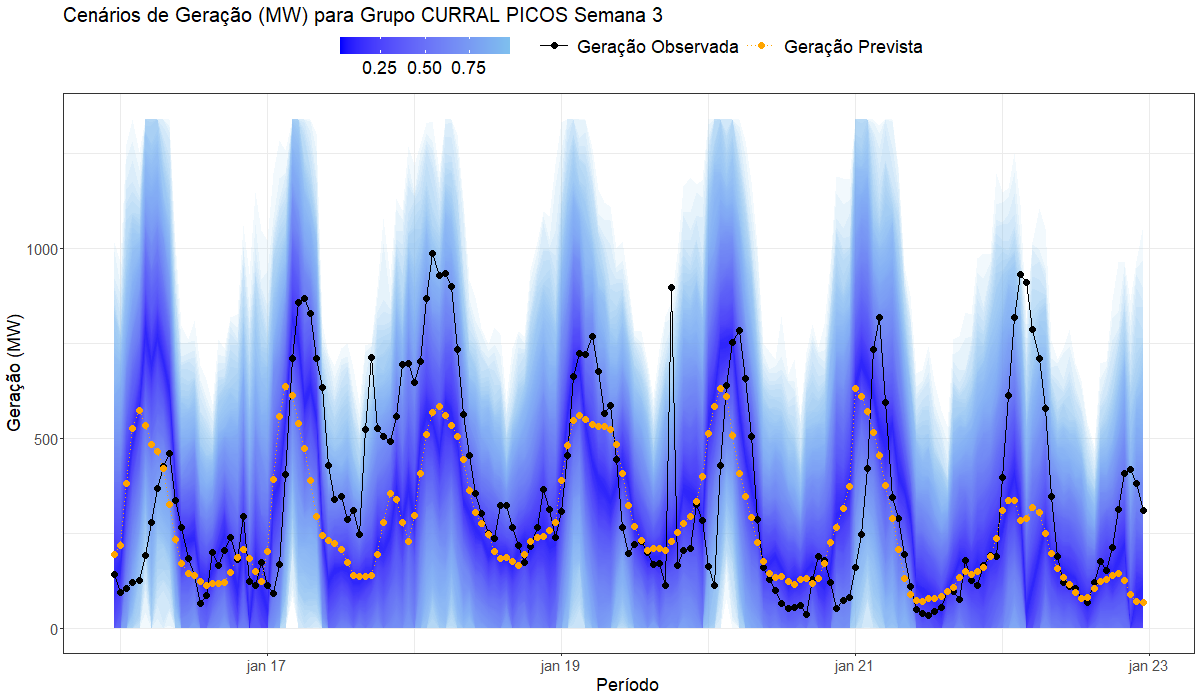 Cenários de Geração (MW) para Grupo CURRAL PICOS Semana 3
0.25 0.50 0.75
Geração Observada
Geração Prevista
Geração (MW)
1000
500
0
jan 17
jan 19
jan 21
jan 23
Período